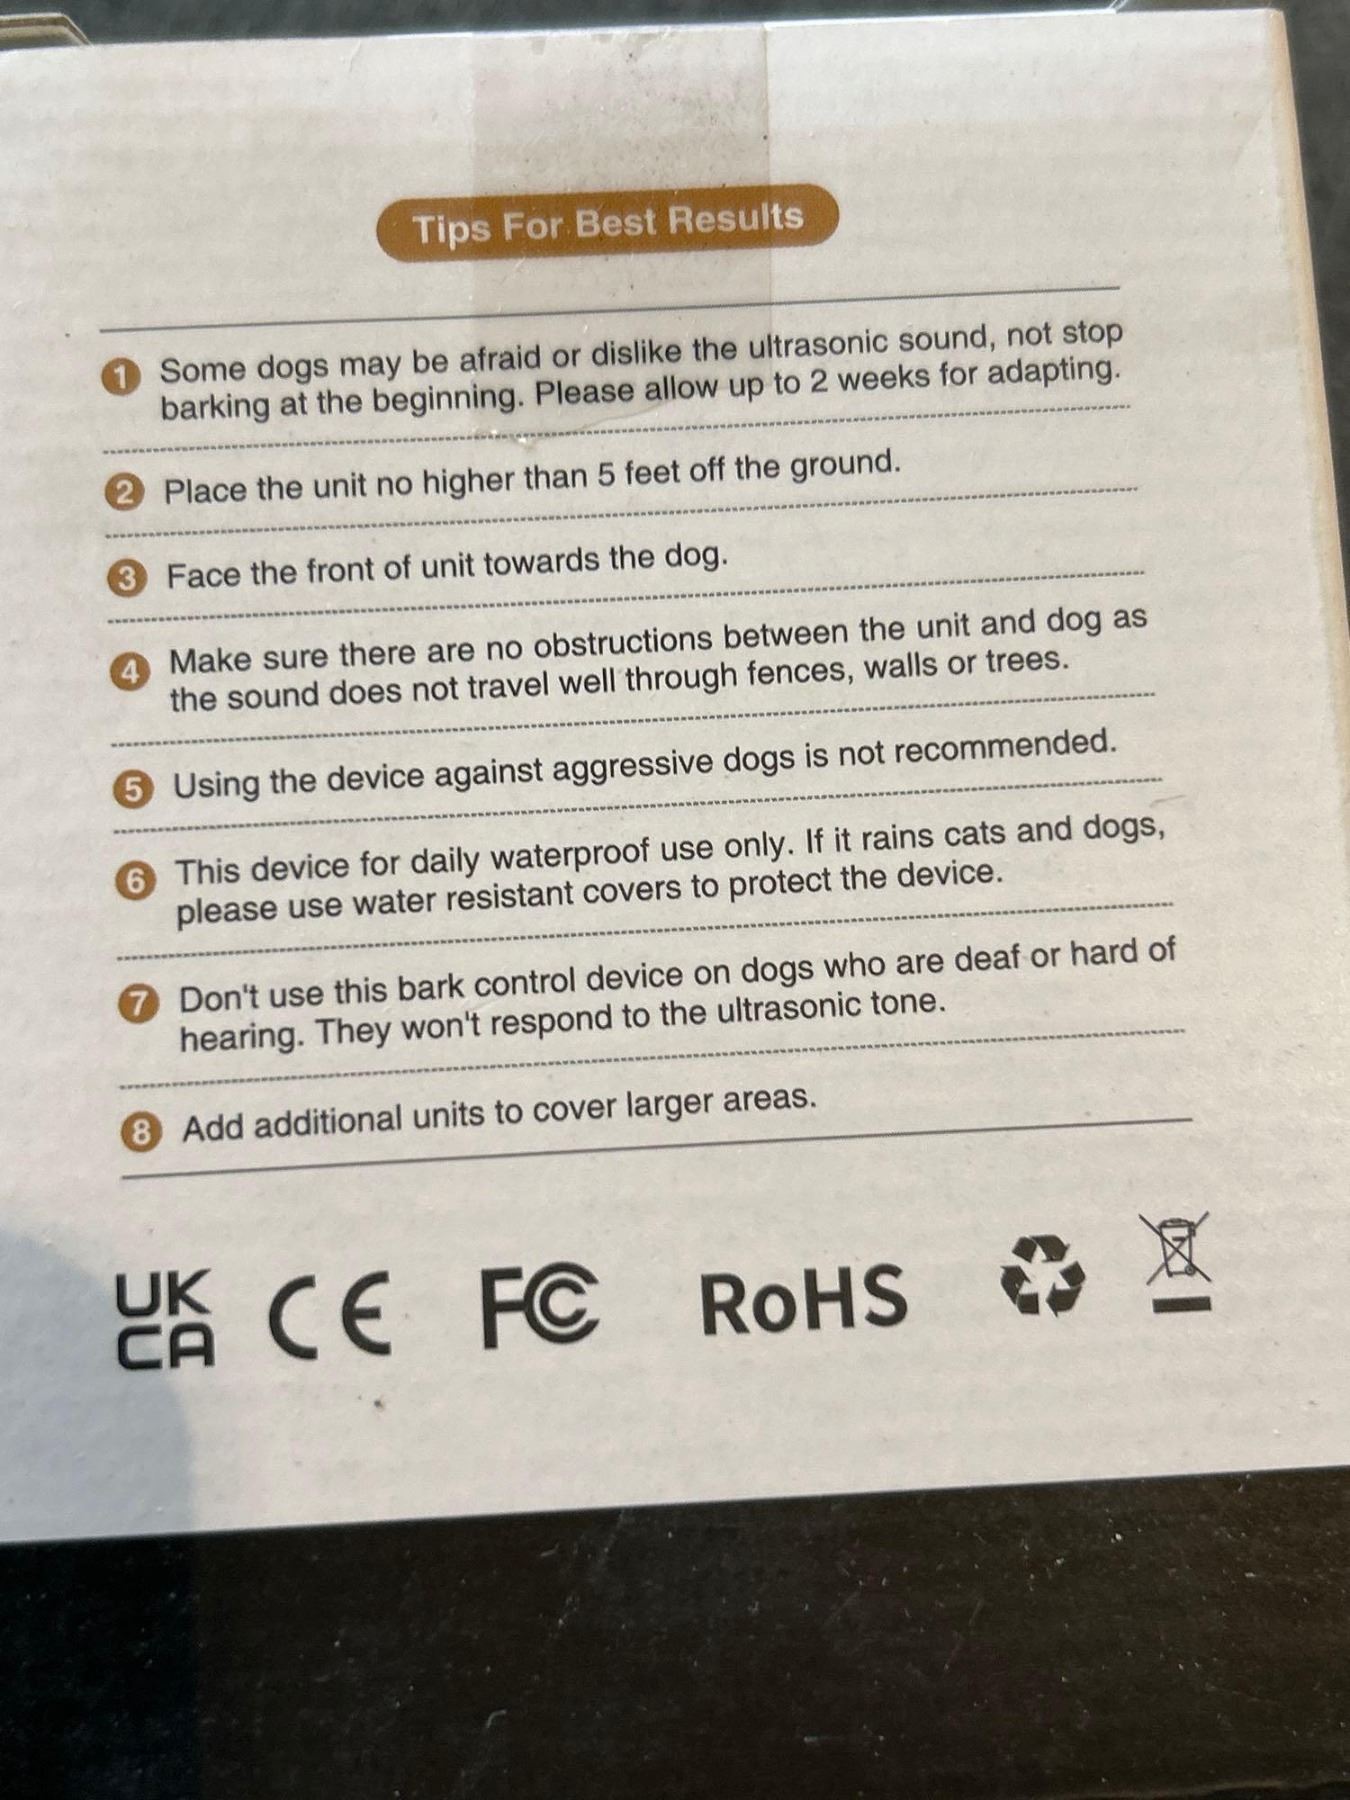 Tips For Best Results
1 Some dogs may be afraid or dislike the ultrasonic sound, not stop
barking at the beginning. Please allow up to 2 weeks for adapting.
2 Place the unit no higher than 5 feet off the ground.
3 Face the front of unit towards the dog.
4 Make sure there are no obstructions between the unit and dog as
the sound does not travel well through fences, walls or trees.
5 Using the device against aggressive dogs is not recommended.
6 This device for daily waterproof use only. If it rains cats and dogs,
please use water resistant covers to protect the device.
7 Don't use this bark control device on dogs who are deaf or hard of
hearing. They won't respond to the ultrasonic tone.
8 Add additional units to cover larger areas.
UK
CA
CE FC RoHS